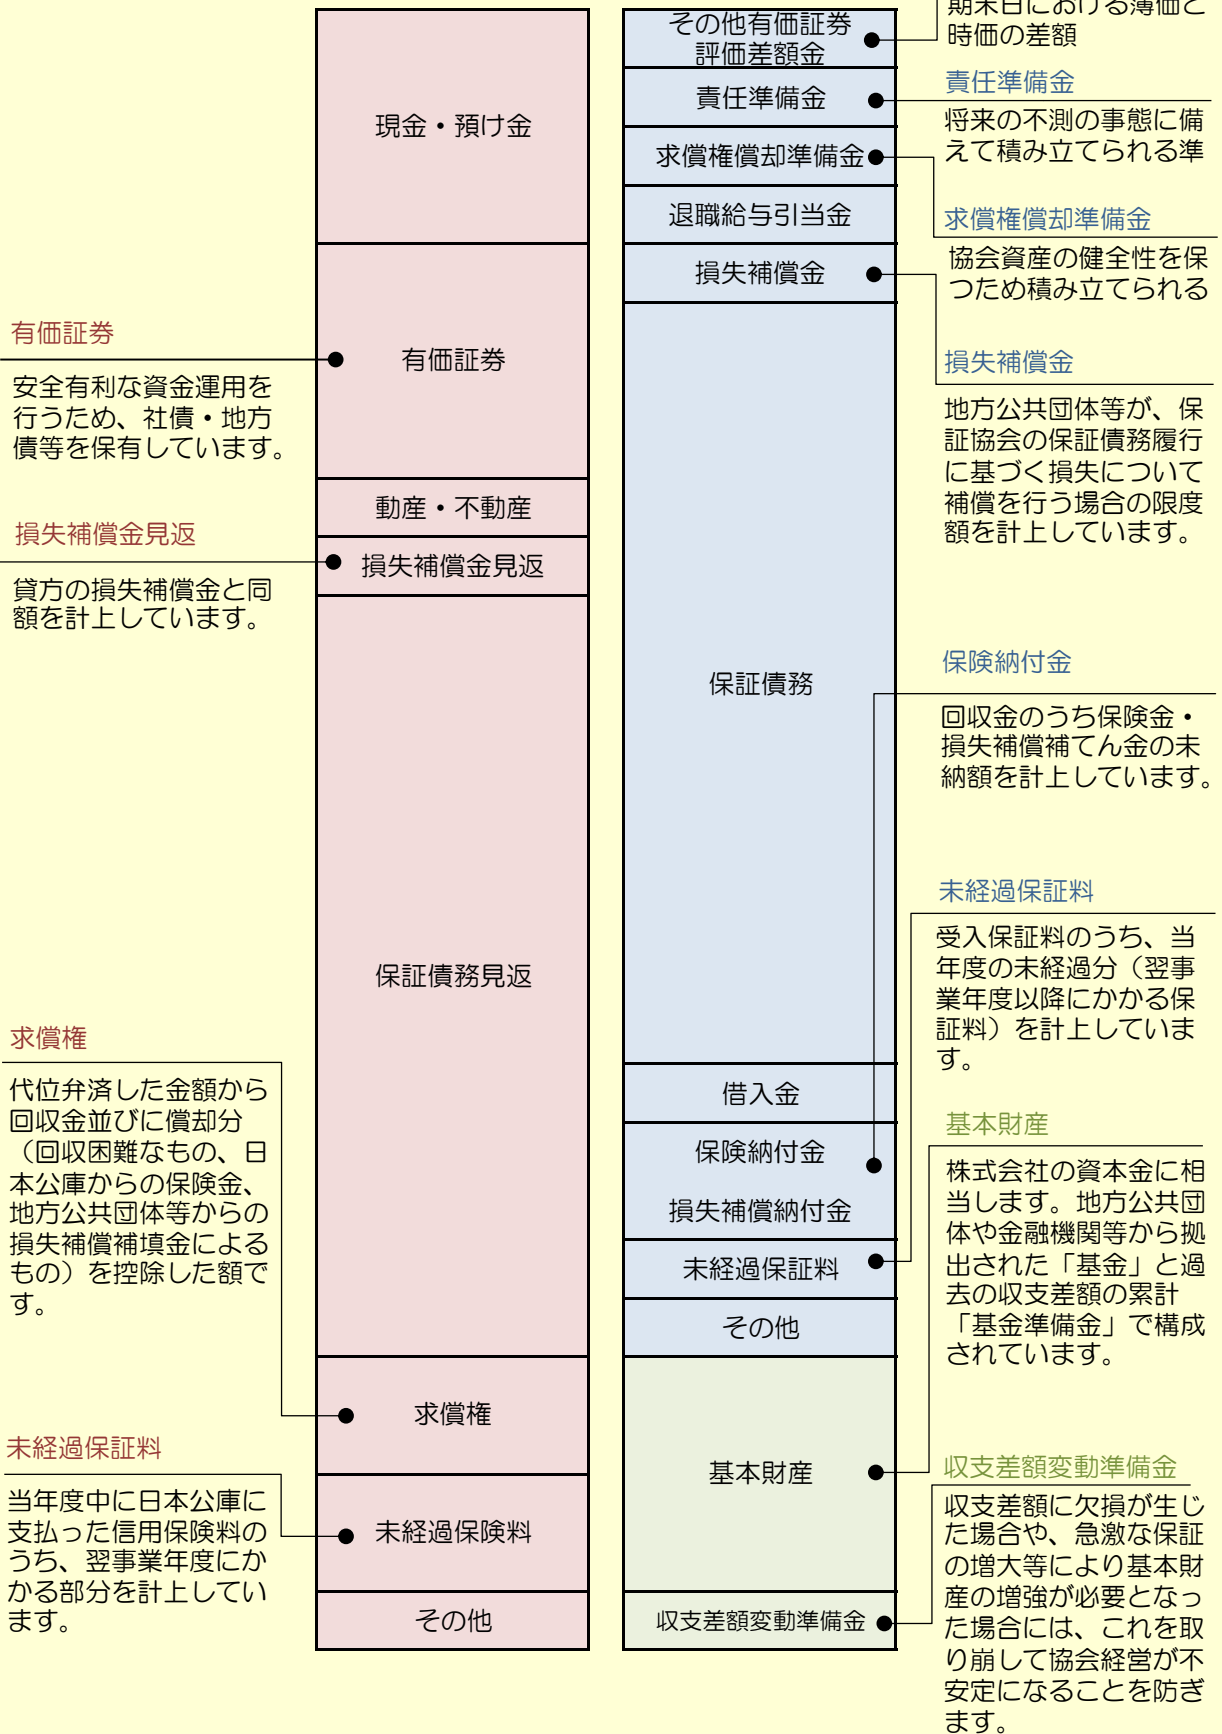 有価証券
安全有利な資金運用を
行うため、社債・地方
債等を保有しています。
損失補償金見返
貸方の損失補償金と同
額を計上しています。
求償権
代位弁済した金額から
回収金並びに償却分
（回収困難なもの、日
本公庫からの保険金、
地方公共団体等からの
損失補償補填金による
もの）を控除した額で
す。
未経過保証料
当年度中に日本公庫に
支払った信用保険料の
うち、翌事業年度にか
かる部分を計上してい
ます。
現金・預け金
有価証券
動産・不動産
損失補償金見返
保証債務見返
求償権
未経過保険料
その他
その他有価証券
評価差額金
責任準備金
求償権償却準備金
退職給与引当金
損失補償金
保証債務
借入金
保険納付金
損失補償納付金
未経過保証料
その他
基本財産
収支差額変動準備金
期末日における簿価と
時価の差額
責任準備金
将来の不測の事態に備
えて積み立てられる準
求償権償却準備金
協会資産の健全性を保
つため積み立てられる
損失補償金
地方公共団体等が、保
証協会の保証債務履行
に基づく損失について
補償を行う場合の限度
額を計上しています。
保険納付金
回収金のうち保険金・
損失補償補てん金の未
納額を計上しています。
未経過保証料
受入保証料のうち、当
年度の未経過分（翌事
業年度以降にかかる保
証料）を計上していま
す。
基本財産
株式会社の資本金に相
当します。地方公共団
体や金融機関等から拠
出された「基金」と過
去の収支差額の累計
「基金準備金」で構成
されています。
収支差額変動準備金
収支差額に欠損が生じ
た場合や、急激な保証
の増大等により基本財
産の増強が必要となっ
た場合には、これを取
り崩して協会経営が不
安定になることを防ぎ
ます。